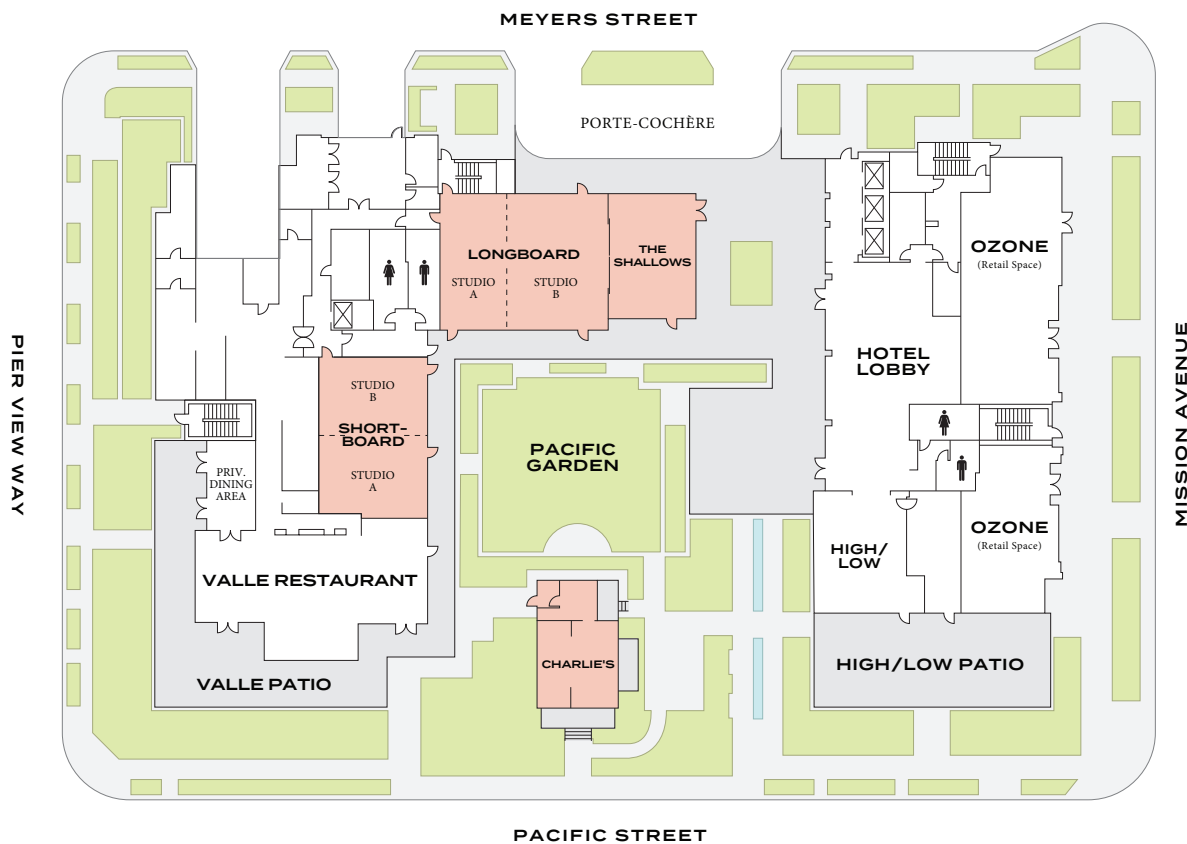 MEYERS STREET
PORTE-COCHÈRE
LONGBOARD
STUDIO
A
STUDIO
B
THE
SHALLOWS
OZONE
(Retail Space)
HOTEL
LOBBY
PIER VIEW WAY
MISSION AVENUE
STUDIO
B
SHORT-
BOARD
STUDIO
A
PRIV.
DINING
AREA
PACIFIC
GARDEN
OZONE
(Retail Space)
HIGH/
LOW
VALLE RESTAURANT
CHARLIE'S
HIGH/LOW PATIO
VALLE PATIO
PACIFIC STREET